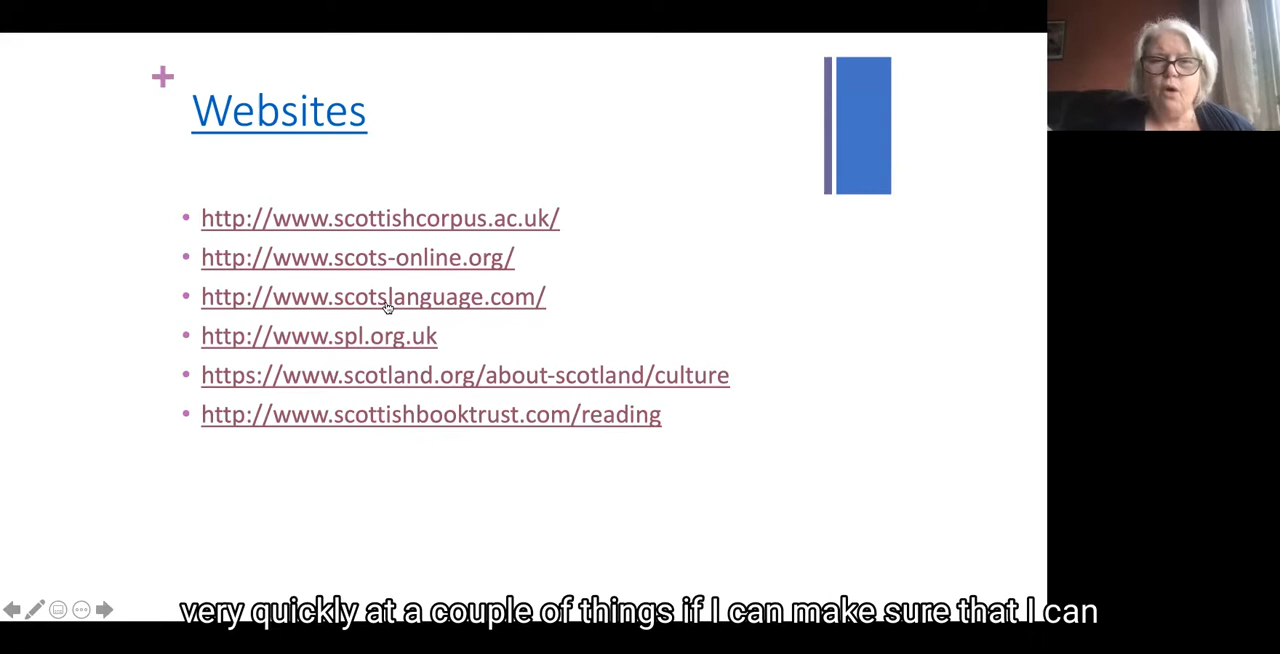 Websites
http://www.scottishcorpus.ac.uk/
http://www.scots-online.org/
http://www.scotslanguage.com/
http://www.spl.org.uk
https://www.scotland.org/about-scotland/culture
http://www.scottishbooktrust.com/reading
very quickly at a couple of things if I can make sure that I can